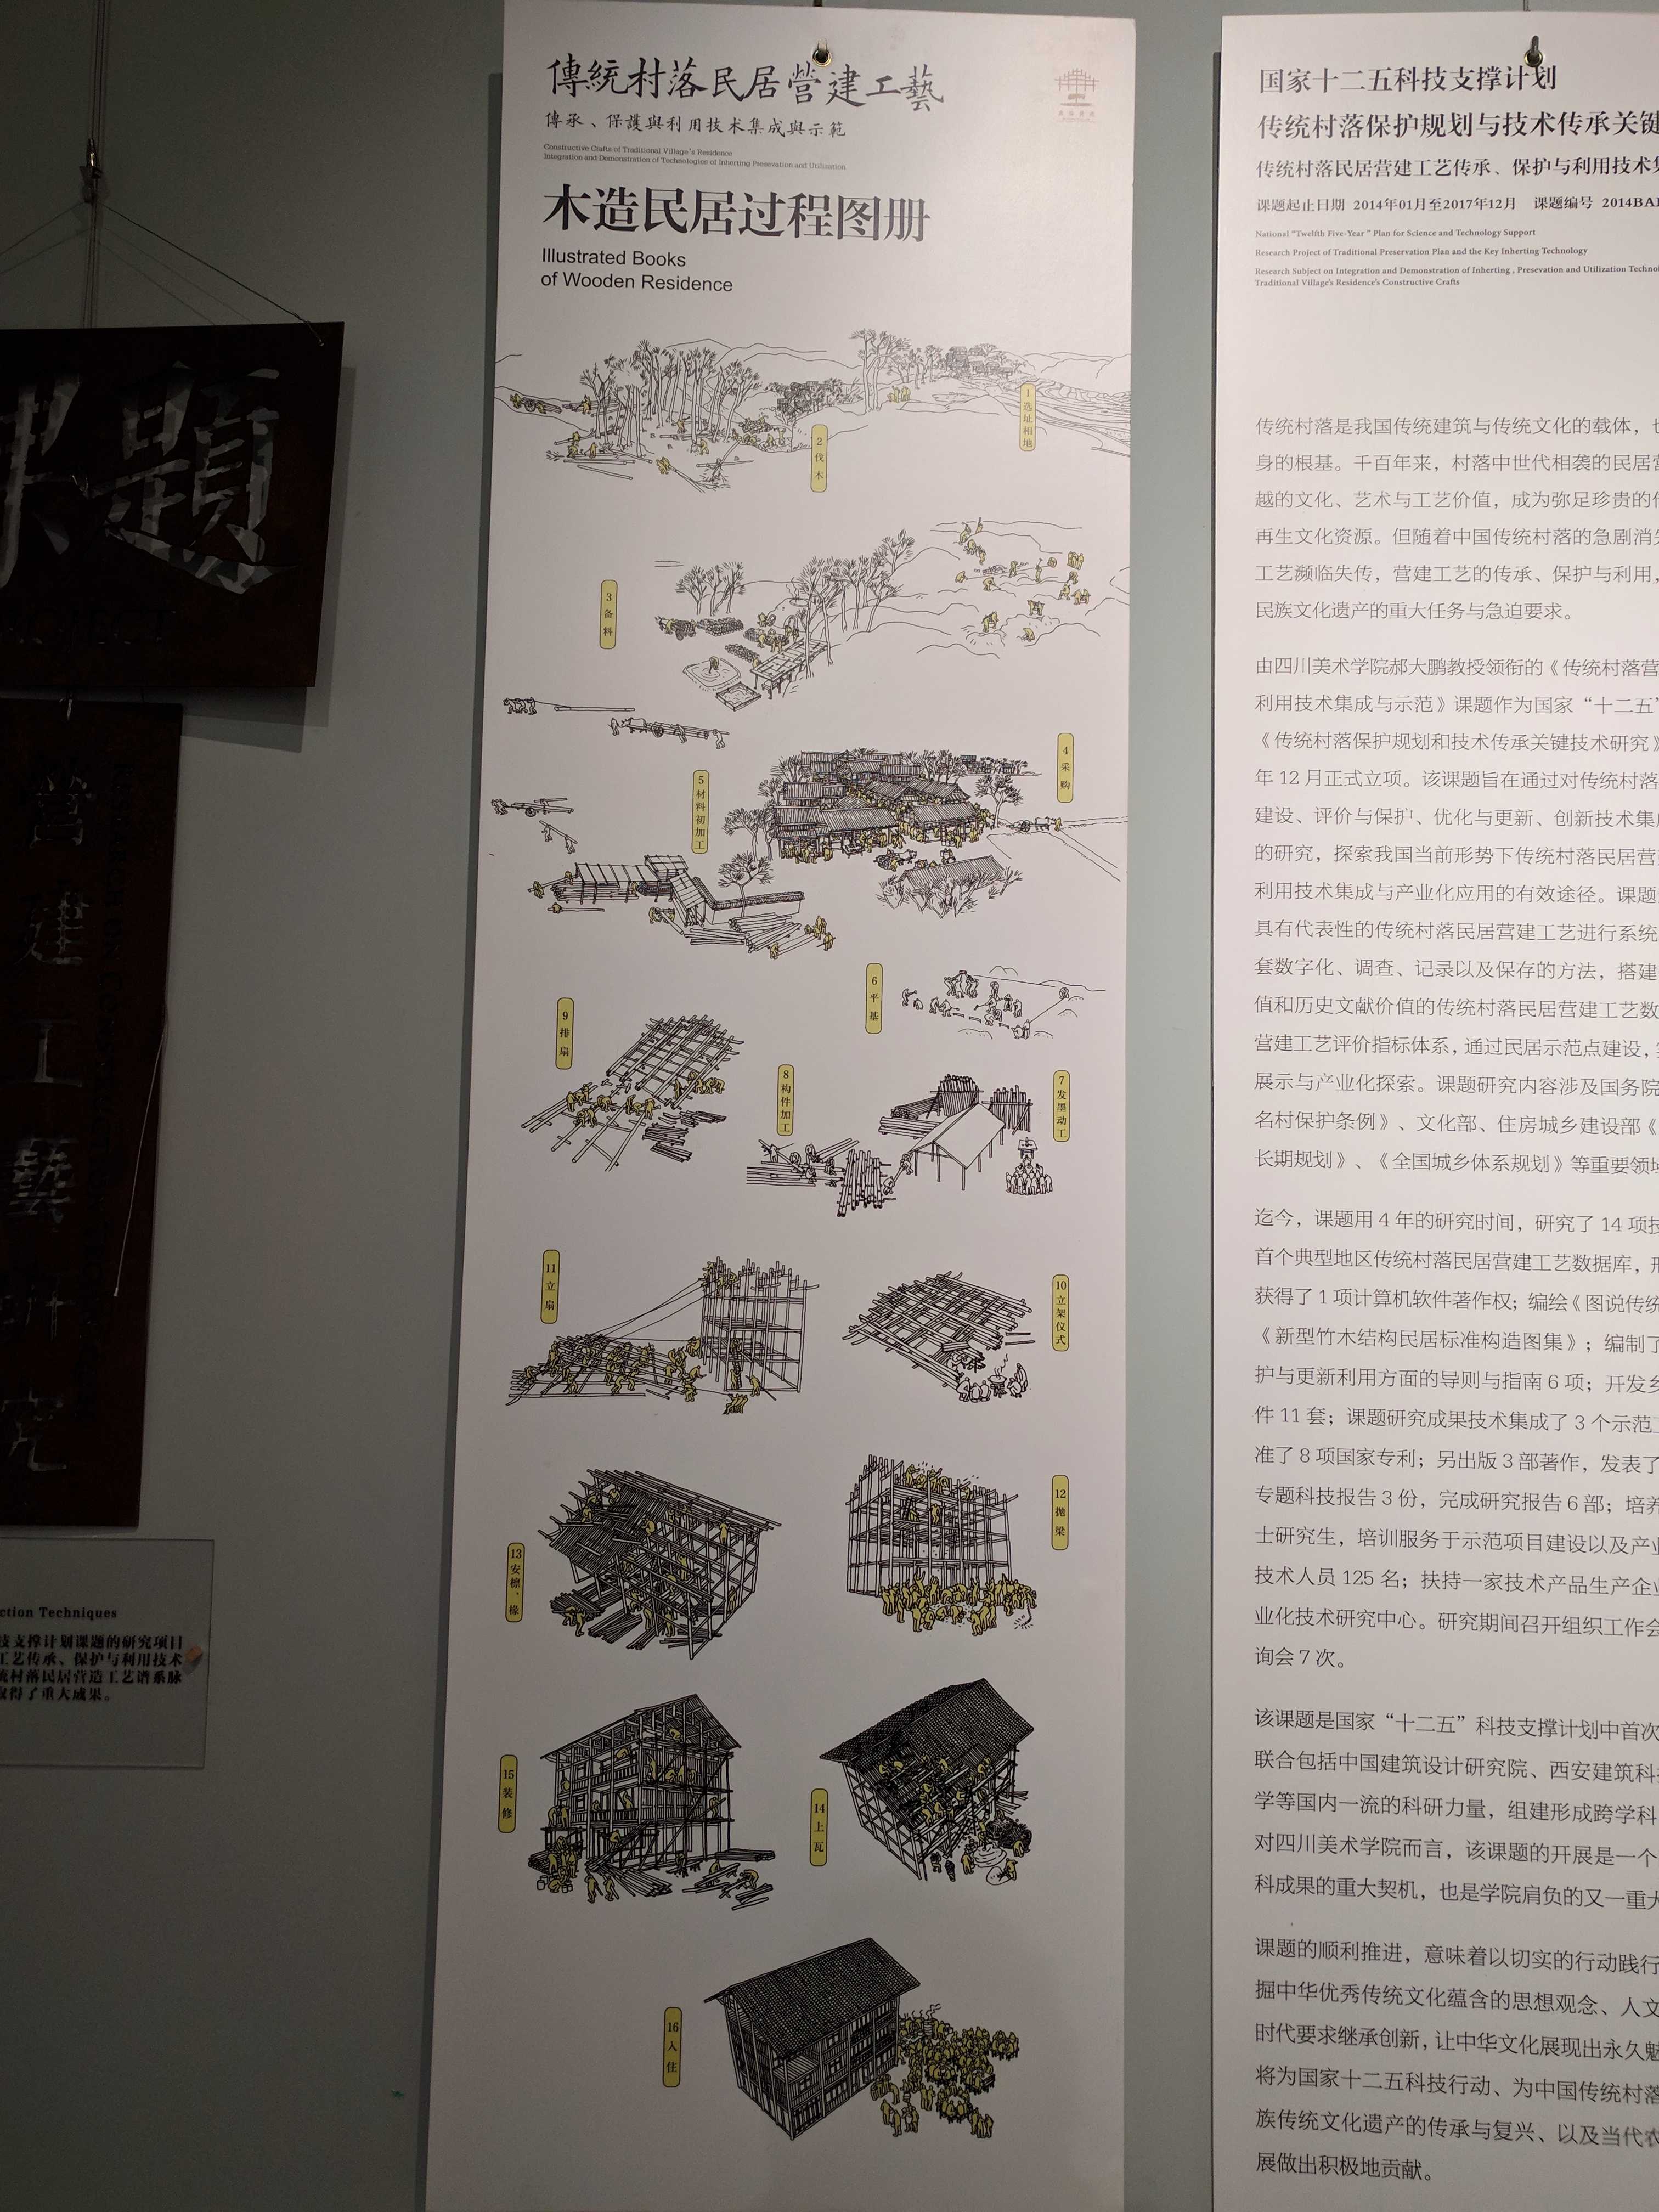 題
營建工藝研究
ction Techniques
技支撑计划课题的研究项目
工艺传承、保护与利用技术
统村落民居营造工艺谱系脉
取得了重大成果。
傳統村落民居營建工藝
傳承、保護與利用技术集成與示範
Constructive Crafts of Traditional Village's Residence
Integration and Demonstration of Technologies of Inheriting Presevation and Utilization
木造民居过程图册
Illustrated Books
of Wooden Residence
1 选址相地
2 伐木
3 备料
4 采购
5 材料初加工
6 平基
7 发墨动工
8 构件加工
9 排扇
10 立架仪式
11 立扇
12 抛梁
13 安檩、椽
14 上瓦
15 装修
16 入住
国家十二五科技支撑计划
传统村落保护规划与技术传承关键
传统村落民居营建工艺传承、保护与利用技术
课题起止日期 2014年01月至2017年12月 课题编号 2014BA
National "Twelfth Five-Year " Plan for Science and Technology Support
Research Project of Traditional Preservation Plan and the Key Inherting Technology
Research Subject on Integration and Demonstration of Inherting , Presevation and Utilization Techno
Traditional Village's Residence's Constructive Crafts
传统村落是我国传统建筑与传统文化的载体，
身的根基。千百年来，村落中世代相袭的民居
越的文化、艺术与工艺价值，成为弥足珍贵的
再生文化资源。但随着中国传统村落的急剧消
工艺濒临失传，营建工艺的传承、保护与利用，
民族文化遗产的重大任务与急迫要求。
由四川美术学院郝大鹏教授领衔的《传统村落营
利用技术集成与示范》课题作为国家“十二五”
《传统村落保护规划和技术传承关键技术研究》
年 12 月正式立项。该课题旨在通过对传统村落
建设、评价与保护、优化与更新、创新技术集
的研究，探索我国当前形势下传统村落民居营
利用技术集成与产业化应用的有效途径。课题
具有代表性的传统村落民居营建工艺进行系统
套数字化、调查、记录以及保存的方法，搭建
值和历史文献价值的传统村落民居营建工艺数
营建工艺评价指标体系，通过民居示范点建设，
展示与产业化探索。课题研究内容涉及国务院
名村保护条例》、文化部、住房城乡建设部《
长期规划》、《全国城乡体系规划》等重要领域
迄今，课题用 4 年的研究时间，研究了 14 项技
首个典型地区传统村落民居营建工艺数据库，
获得了 1 项计算机软件著作权；编绘《图说传统
《新型竹木结构民居标准构造图集》；编制了
护与更新利用方面的导则与指南 6 项；开发乡
件 11 套；课题研究成果技术集成了 3 个示范
准了 8 项国家专利；另出版 3 部著作，发表了
专题科技报告 3 份，完成研究报告 6 部；培养
士研究生，培训服务于示范项目建设以及产业
技术人员 125 名；扶持一家技术产品生产企业
业化技术研究中心。研究期间召开组织工作会
询会 7 次。
该课题是国家“十二五”科技支撑计划中首次
联合包括中国建筑设计研究院、西安建筑科
学等国内一流的科研力量，组建形成跨学科
对四川美术学院而言，该课题的开展是一个
科成果的重大契机，也是学院肩负的又一重大
课题的顺利推进，意味着以切实的行动践行
掘中华优秀传统文化蕴含的思想观念、人文
时代要求继承创新，让中华文化展现出永久魅
将为国家十二五科技行动、为中国传统村落
族传统文化遗产的传承与复兴、以及当代农
展做出积极地贡献。